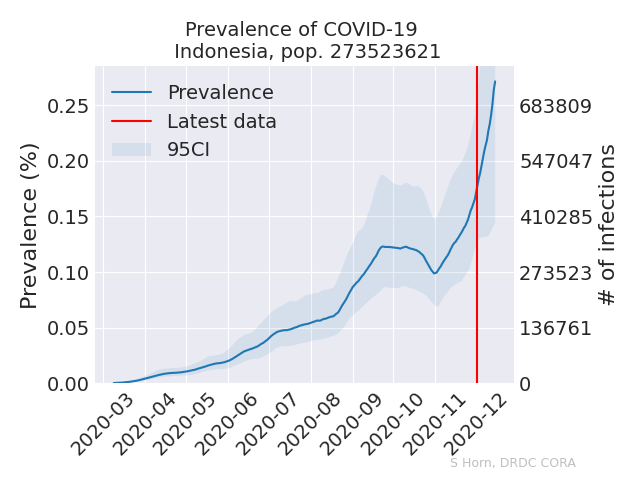 Prevalence of COVID-19
Indonesia, pop. 273523621
Prevalence
Latest data
95CI
Prevalence (%)
0.25
0.20
0.15
0.10
0.05
0.00
683809
547047
410285
273523
136761
0
# of infections
2020-03
2020-04
2020-05
2020-06
2020-07
2020-08
2020-09
2020-10
2020-11
2020-12
S Horn, DRDC CORA